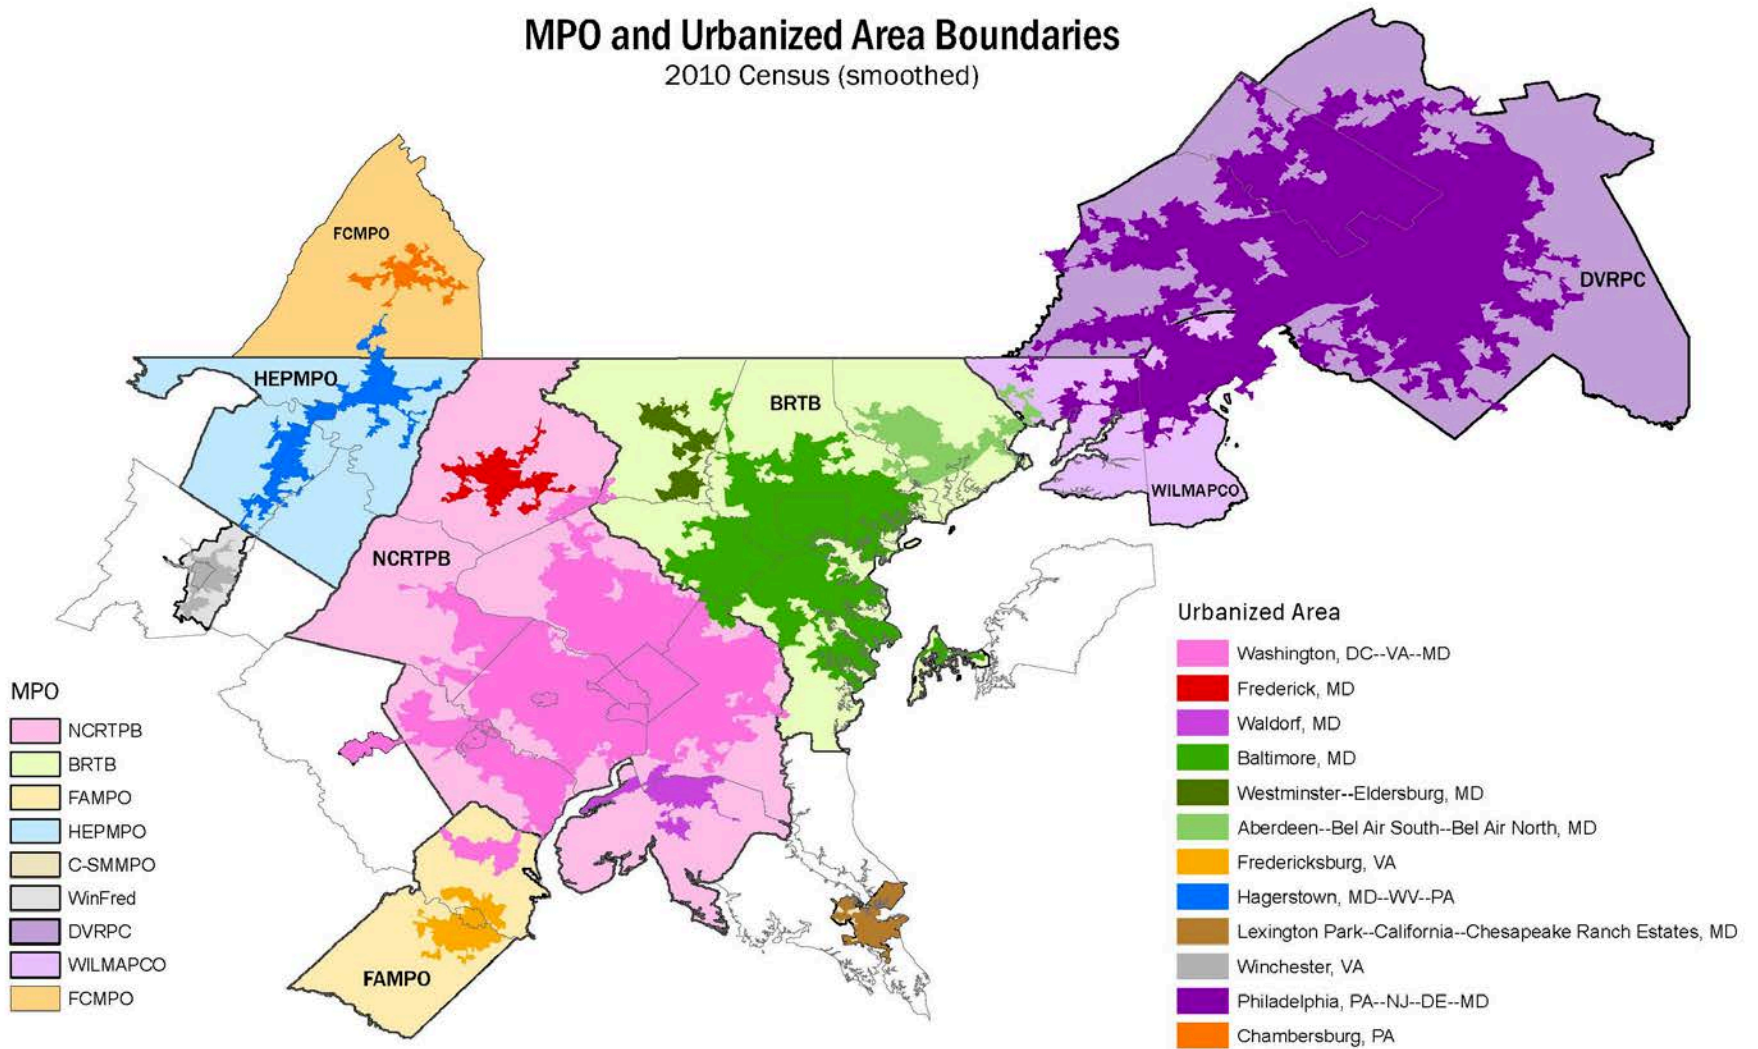 MPO and Urbanized Area Boundaries
2010 Census (smoothed)
FCMPO
DVRPC
HEPMPO
BRTB
WILMAPCO
NCRTPB
FAMPO
MPO
NCRTPB
BRTB
FAMPO
HEPMPO
C-SMMPO
WinFred
DVRPC
WILMAPCO
FCMPO
Urbanized Area
Washington, DC--VA--MD
Frederick, MD
Waldorf, MD
Baltimore, MD
Westminster--Eldersburg, MD
Aberdeen--Bel Air South--Bel Air North, MD
Fredericksburg, VA
Hagerstown, MD--WV--PA
Lexington Park--California--Chesapeake Ranch Estates, MD
Winchester, VA
Philadelphia, PA--NJ--DE--MD
Chambersburg, PA